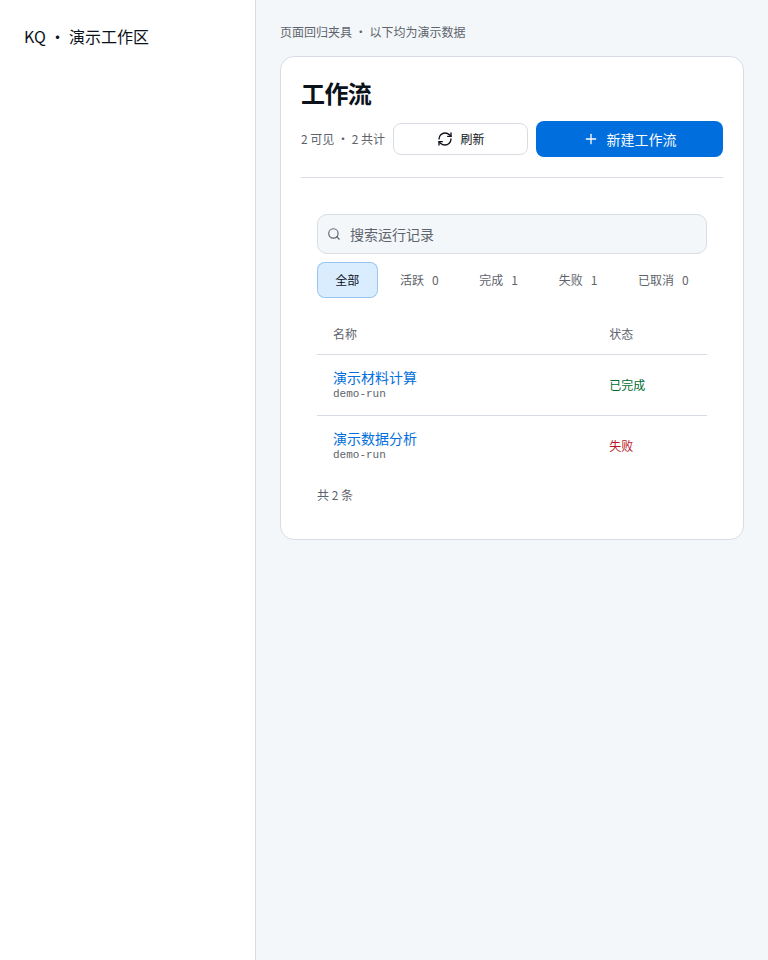 KQ · 演示工作区
页面回归夹具 · 以下均为演示数据
工作流
2 可见 · 2 共计 刷新 新建工作流
搜索运行记录
全部 活跃 0 完成 1 失败 1 已取消 0
名称 状态
演示材料计算 已完成
demo-run
演示数据分析 失败
demo-run
共 2 条